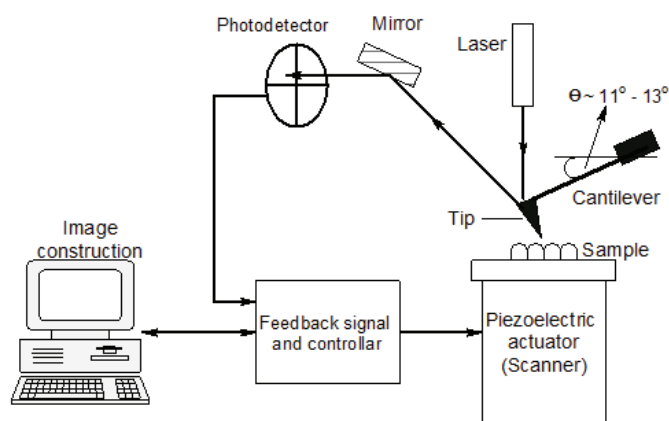 Photodetector
Mirror
Laser
Θ~ 11° - 13°
Cantilever
Tip
Sample
Image
construction
Feedback signal
and controllar
Piezoelectric
actuator
(Scanner)